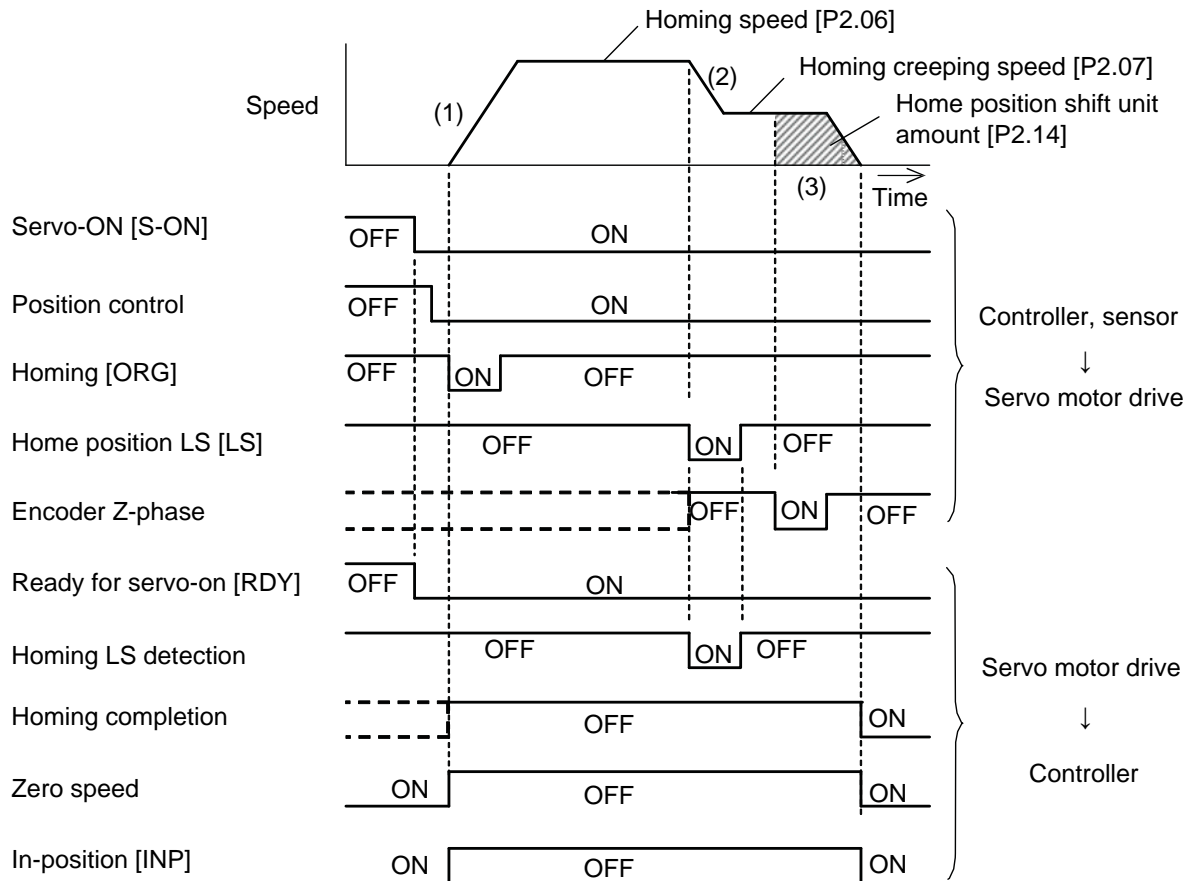 Homing speed [P2.06]
(2)
Homing creeping speed [P2.07]
Speed
(1)
Home position shift unit
amount [P2.14]
(3)
Time
Servo-ON [S-ON]
OFF
ON
Position control
OFF
ON
Controller, sensor
↓
Servo motor drive
Homing [ORG]
OFF
ON
OFF
Home position LS [LS]
OFF
ON
OFF
Encoder Z-phase
OFF
ON
OFF
Ready for servo-on [RDY]
OFF
ON
Homing LS detection
OFF
ON
OFF
Servo motor drive
↓
Controller
Homing completion
OFF
ON
Zero speed
ON
OFF
ON
In-position [INP]
ON
OFF
ON